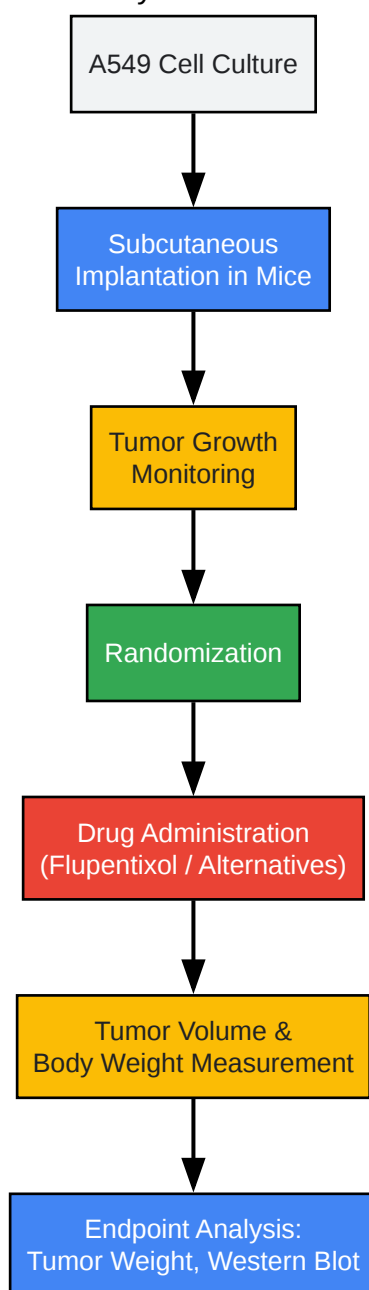 A549 Cell Culture
Subcutaneous
Implantation in Mice
Tumor Growth
Monitoring
Randomization
Drug Administration
(Flupentixol / Alternatives)
Tumor Volume &
Body Weight Measurement
Endpoint Analysis:
Tumor Weight, Western Blot